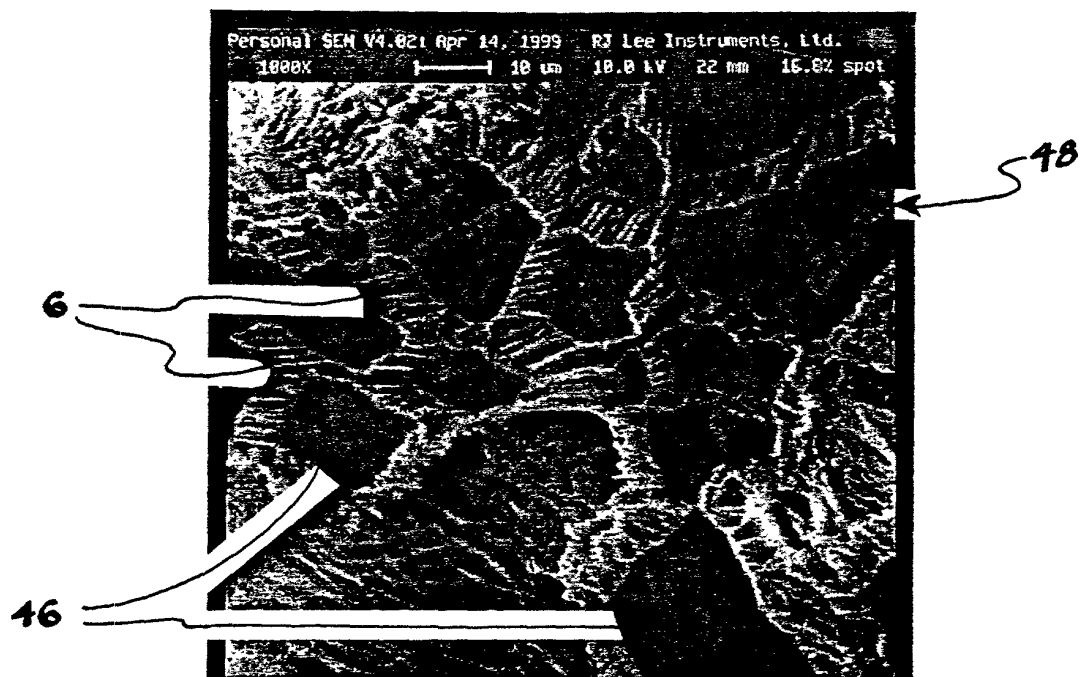 Personal SEM V4.02i Apr 14, 1999 RJ Lee Instruments, Ltd.
1000X 10 um 10.0 kV 22 mm 16.8% spot
48
6
46